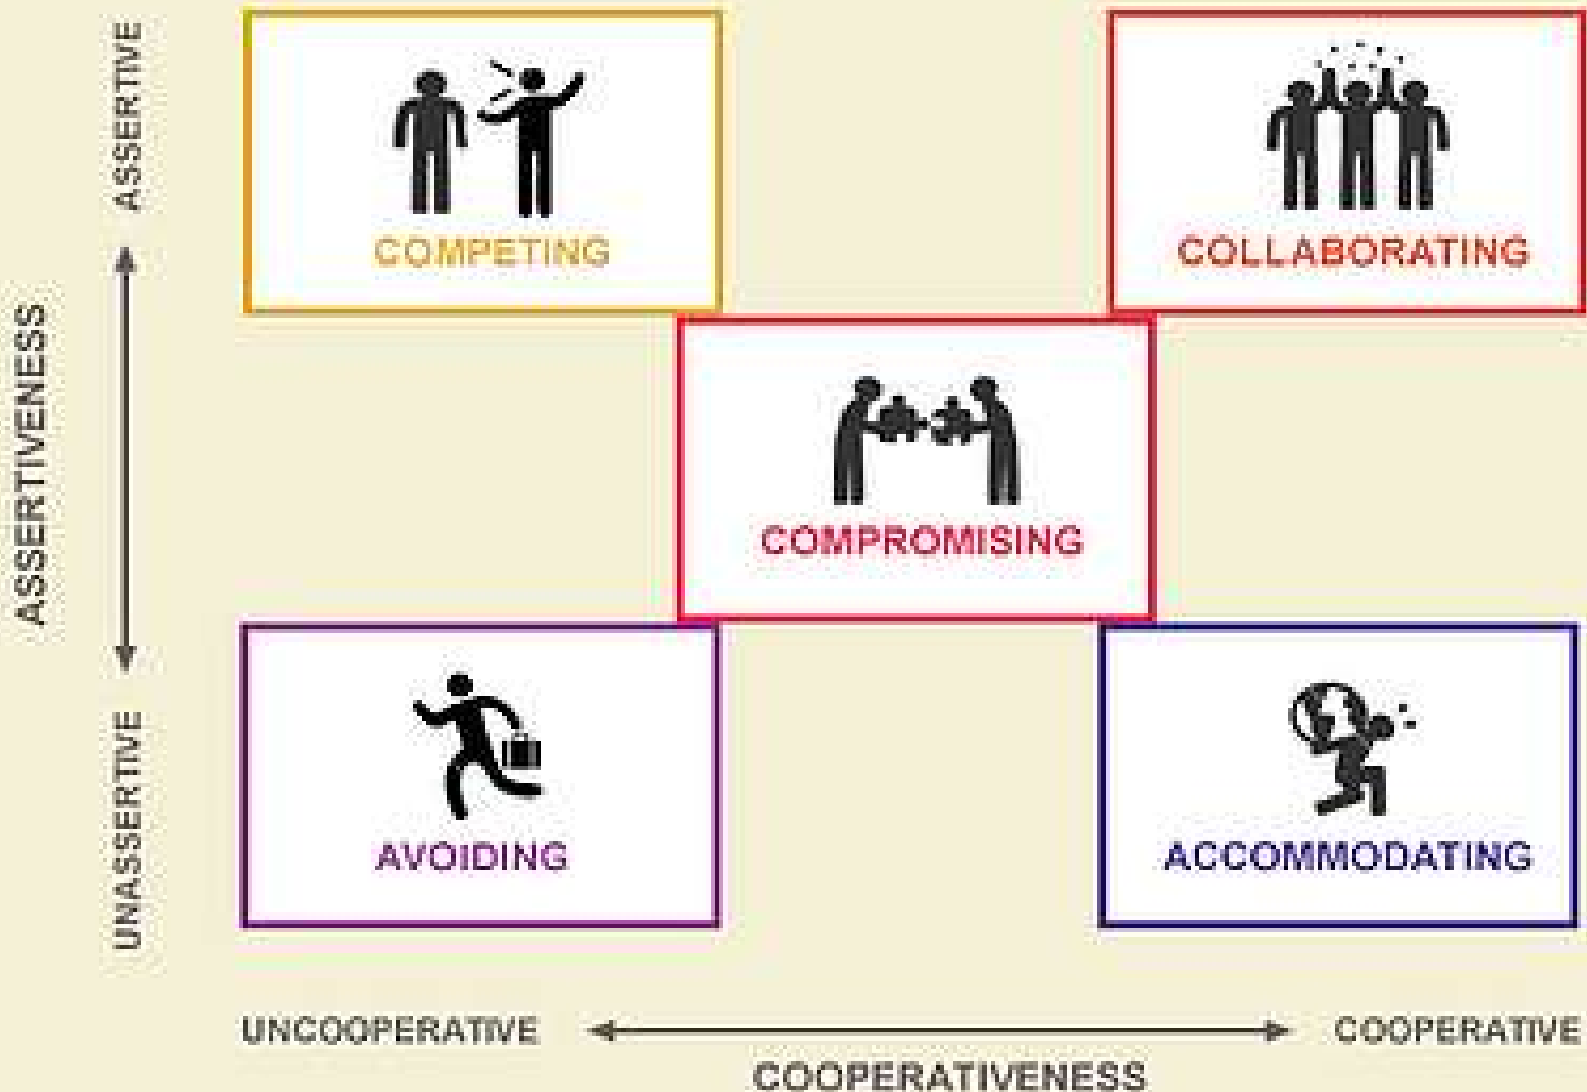 ASSERTIVE
ASSERTIVENESS
UNASSERTIVE
COMPETING
COLLABORATING
COMPROMISING
AVOIDING
ACCOMMODATING
UNCOOPERATIVE
COOPERATIVE
COOPERATIVENESS